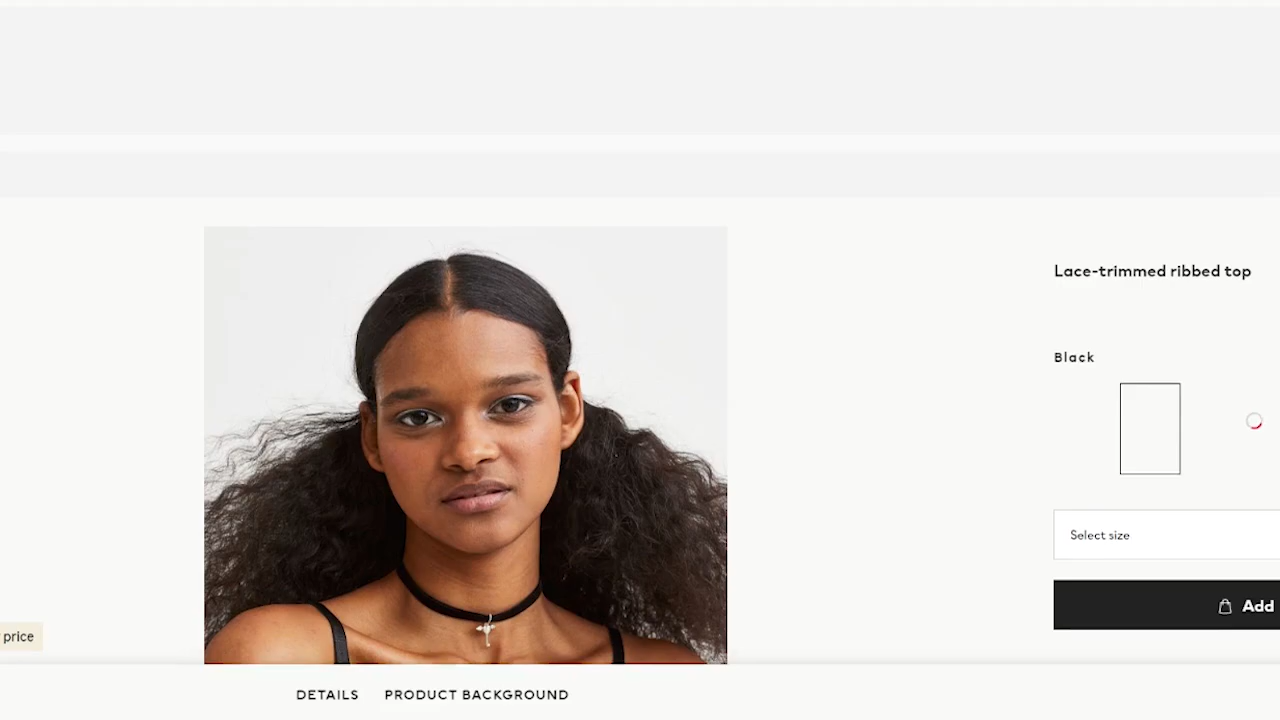 Lace-trimmed ribbed top
Black
Select size
Add
price
DETAILS PRODUCT BACKGROUND